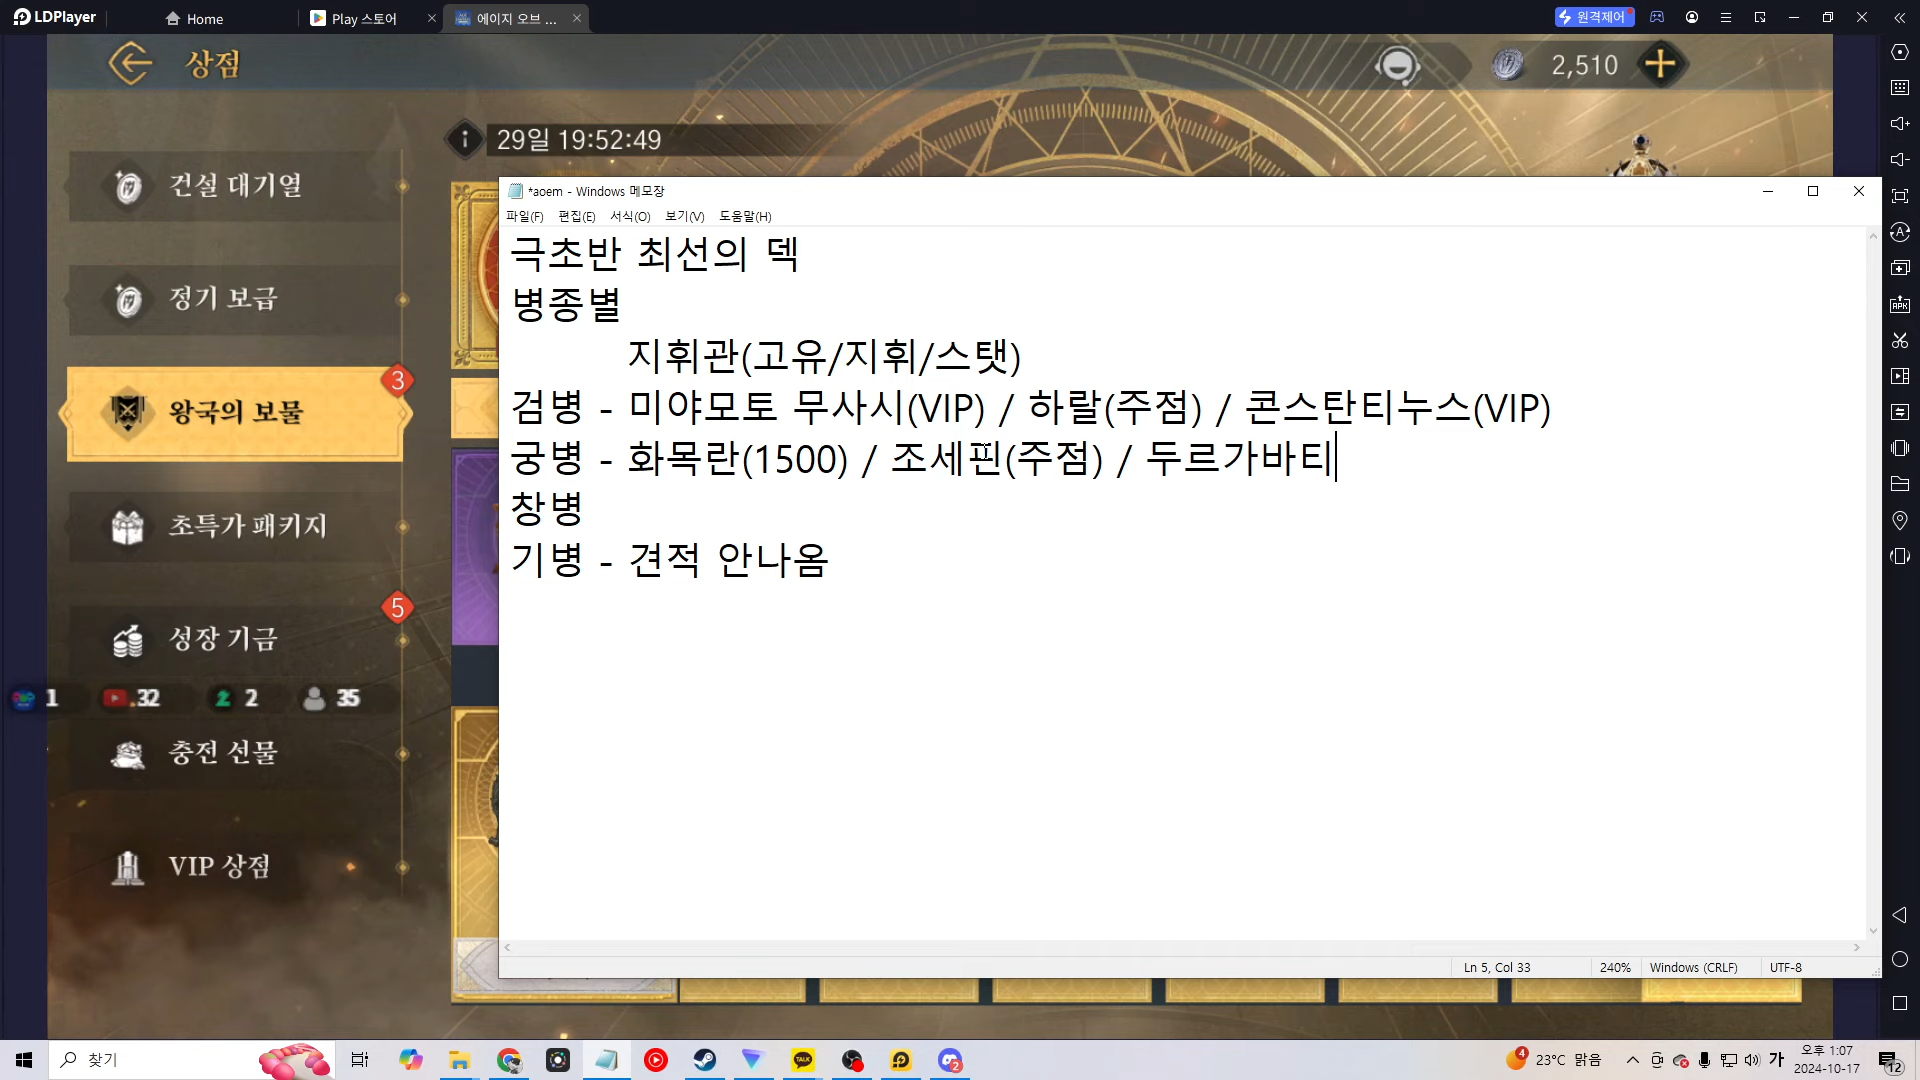 LDPlayer
Home
Play 스토어
에이지 오브 ...
원격제어
상점
2,510
29일 19:52:49
건설 대기열
정기 보급
3
왕국의 보물
초특가 패키지
5
성장 기금
1
32
2
35
충전 선물
VIP 상점
*aoem - Windows 메모장
파일(F) 편집(E) 서식(O) 보기(V) 도움말(H)
극초반 최선의 덱
병종별
지휘관(고유/지휘/스탯)
검병 - 미야모토 무사시(VIP) / 하랄(주점) / 콘스탄티누스(VIP)
궁병 - 화목란(1500) / 조세핀(주점) / 두르가바티
창병
기병 - 견적 안나옴
Ln 5, Col 33
240%
Windows (CRLF)
UTF-8
찾기
TALK
2
4
23°C 맑음
가
오후 1:07
2024-10-17
12
APK